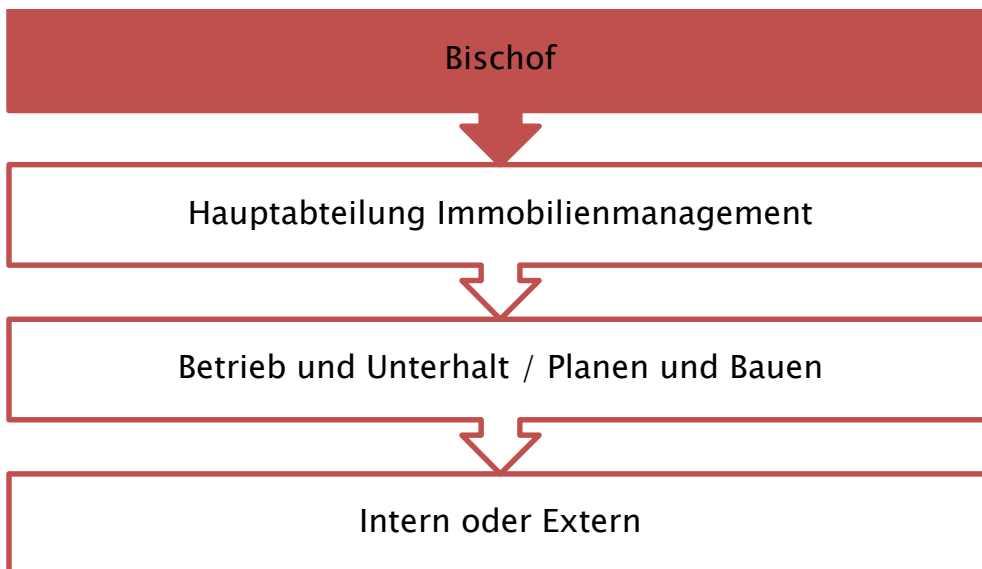 Bischof
Hauptabteilung Immobilienmanagement
Betrieb und Unterhalt / Planen und Bauen
Intern oder Extern